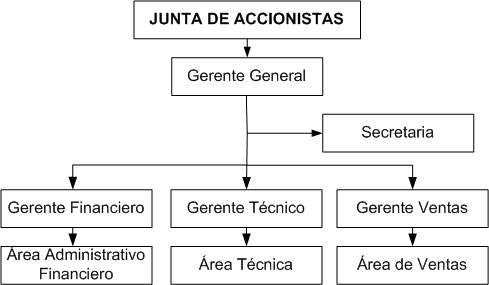 JUNTA DE ACCIONISTAS
Gerente General
Secretaria
Gerente Financiero
Gerente Técnico
Gerente Ventas
Área Administrativo
Financiero
Área Técnica
Área de Ventas